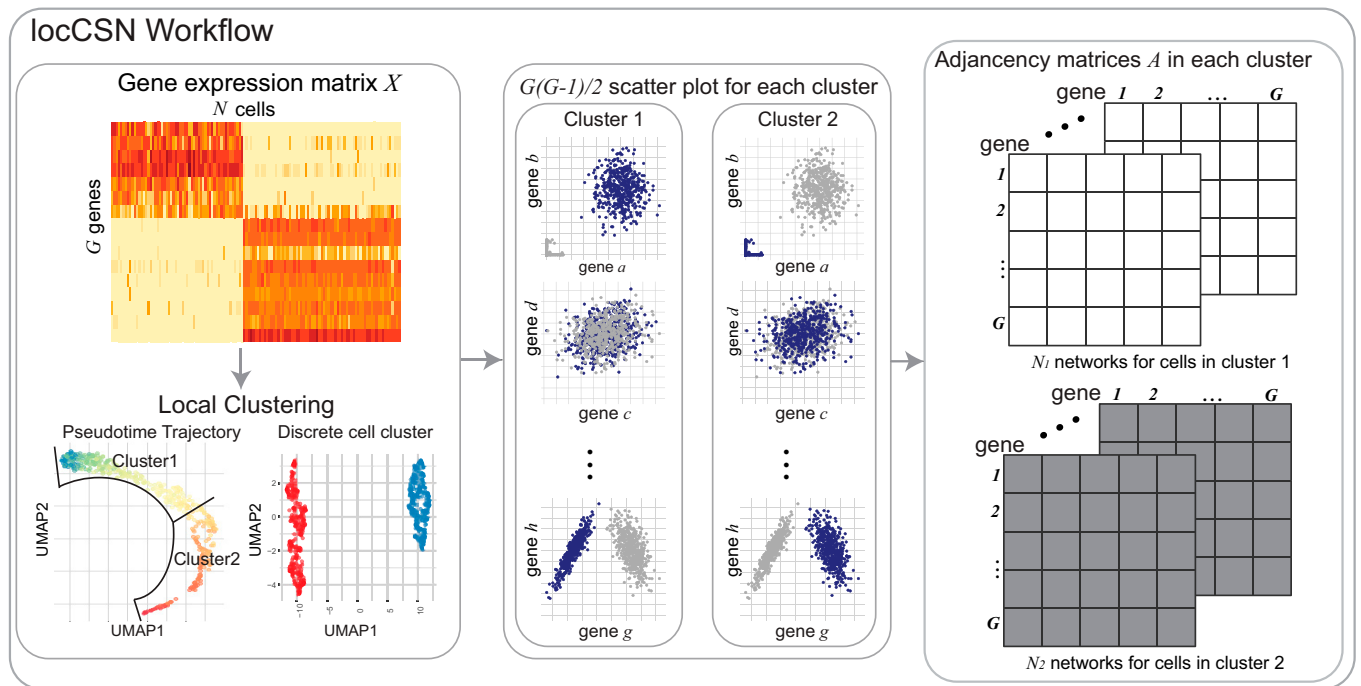 locCSN Workflow
Gene expression matrix X
N cells
G genes
Local Clustering
Pseudotime Trajectory
Cluster1
Cluster2
UMAP2
UMAP1
Discrete cell cluster
UMAP2
2
0
−2
−4
−10
−5
0
5
10
UMAP1
G(G-1)/2 scatter plot for each cluster
Cluster 1
gene b
gene a
gene d
gene c
gene h
gene g
Cluster 2
gene b
gene a
gene d
gene c
gene h
gene g
Adjancency matrices A in each cluster
gene 1 2 ... G
gene
1
2
...
G
N1 networks for cells in cluster 1
gene 1 2 ... G
gene
1
2
...
G
N2 networks for cells in cluster 2